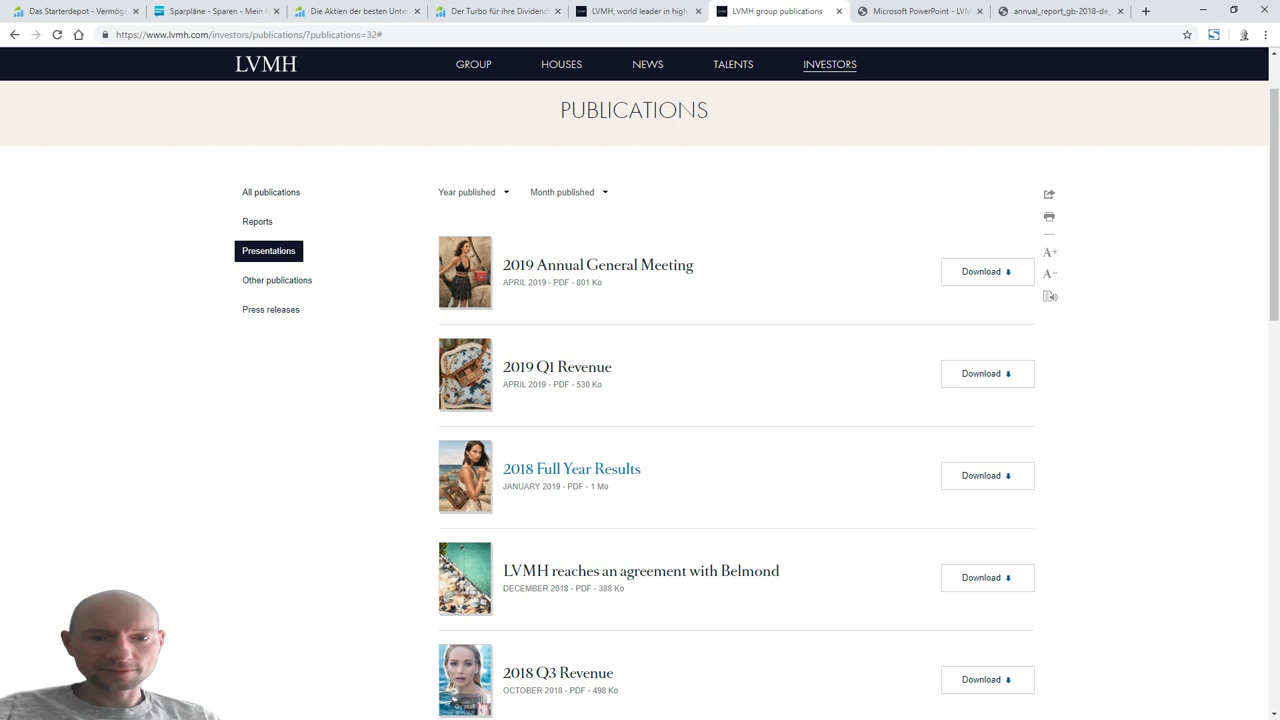 Das Starterdepot - Vermög
Sparpläne - Sparen - Mein
Die Aktien der besten Unte
Der Turbo für ihre Dividend
LVMH, world leader in high
LVMH group publications
Microsoft PowerPoint - LVM
annual_report_gb-2018-de_
https://www.lvmh.com/investors/publications/?publications=32#
LVMH
GROUP
HOUSES
NEWS
TALENTS
INVESTORS
PUBLICATIONS
All publications
Reports
Presentations
Other publications
Press releases
Year published
Month published
A+
A−
2019 Annual General Meeting
APRIL 2019 - PDF - 801 Ko
Download
2019 Q1 Revenue
APRIL 2019 - PDF - 530 Ko
Download
2018 Full Year Results
JANUARY 2019 - PDF - 1 Mo
Download
LVMH reaches an agreement with Belmond
DECEMBER 2018 - PDF - 388 Ko
Download
2018 Q3 Revenue
OCTOBER 2018 - PDF - 498 Ko
Download